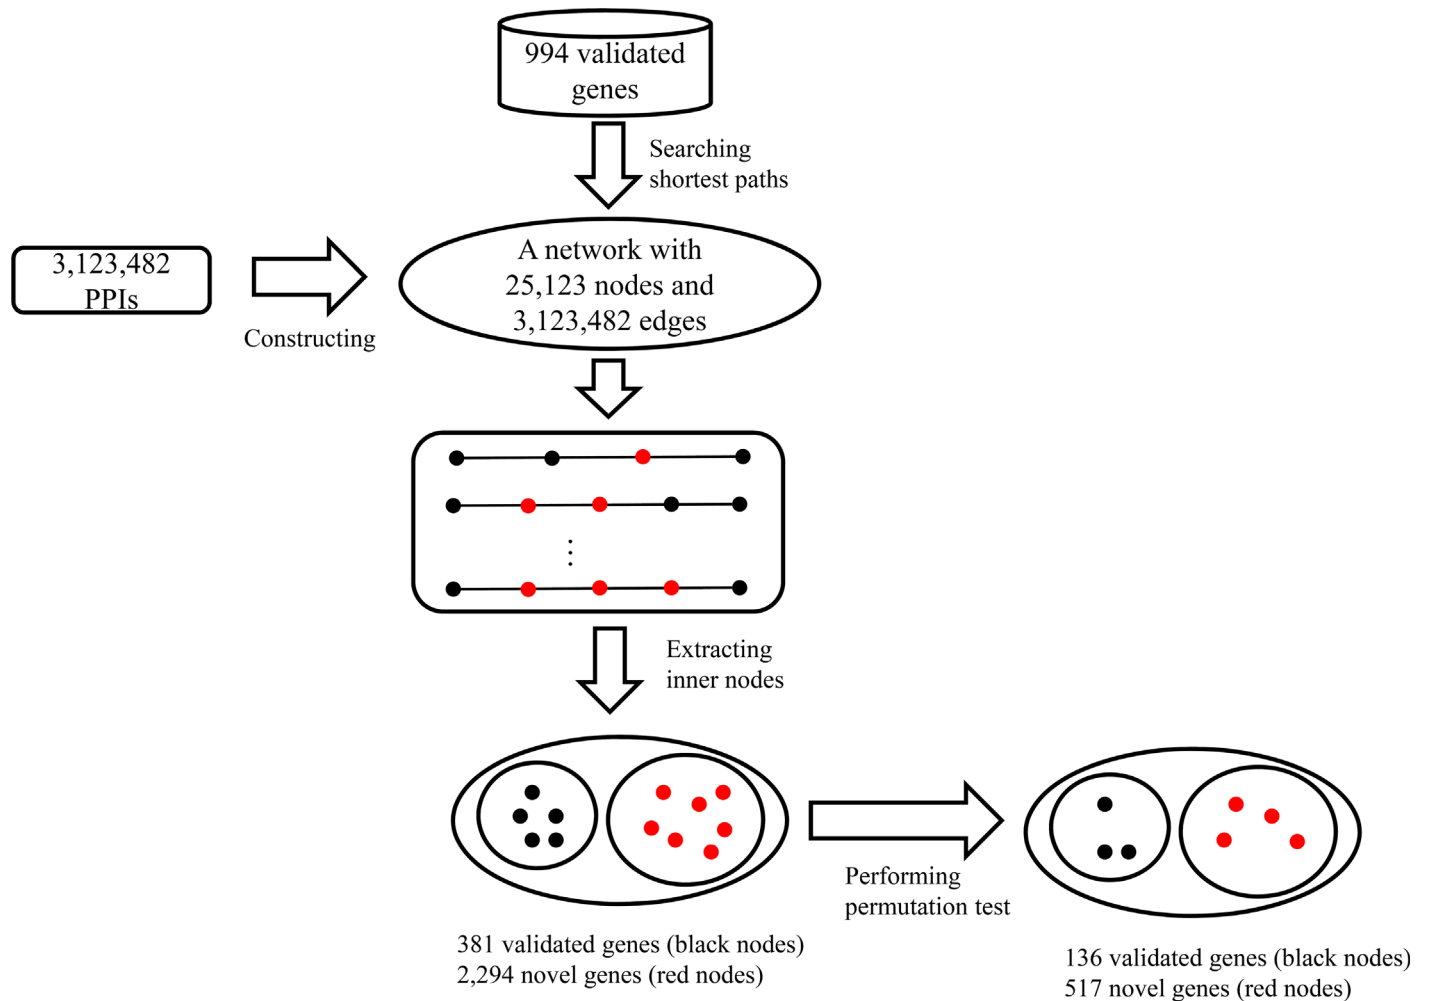 994 validated
genes
Searching
shortest paths
3,123,482
PPIs
Constructing
A network with
25,123 nodes and
3,123,482 edges
Extracting
inner nodes
Performing
permutation test
381 validated genes (black nodes)
2,294 novel genes (red nodes)
136 validated genes (black nodes)
517 novel genes (red nodes)